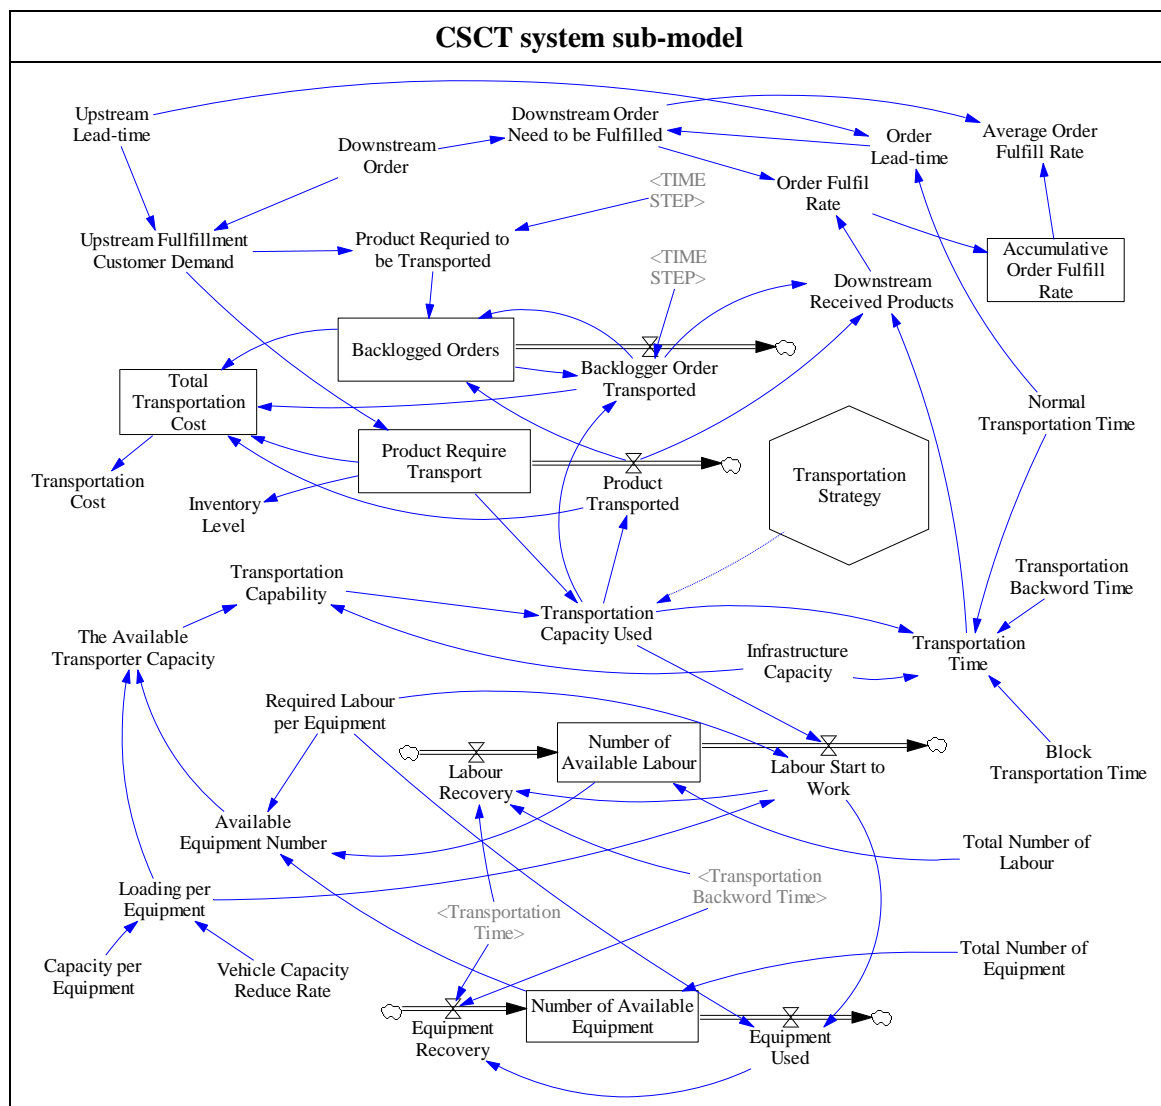 CSCT system sub-model
Upstream
Lead-time
Downstream
Order
Downstream Order
Need to be Fulfilled
Order
Lead-time
Average Order
Fulfill Rate
<TIME
STEP>
Order Fulfil
Rate
Upstream Fullfillment
Customer Demand
Product Requried to
be Transported
<TIME
STEP>
Downstream
Received Products
Accumulative
Order Fulfill
Rate
Backlogged Orders
Backlogger Order
Transported
Total
Transportation
Cost
Normal
Transportation Time
Product Require
Transport
Transportation
Strategy
Transportation
Cost
Inventory
Level
Product
Transported
Transportation
Capability
Transportation
Backword Time
Transportation
Capacity Used
The Available
Transporter Capacity
Infrastructure
Capacity
Transportation
Time
Required Labour
per Equipment
Number of
Available Labour
Labour
Recovery
Labour Start to
Work
Block
Transportation Time
Available
Equipment Number
Total Number of
Labour
Loading per
Equipment
<Transportation
Backword Time>
<Transportation
Time>
Capacity per
Equipment
Vehicle Capacity
Reduce Rate
Total Number of
Equipment
Number of Available
Equipment
Equipment
Recovery
Equipment
Used